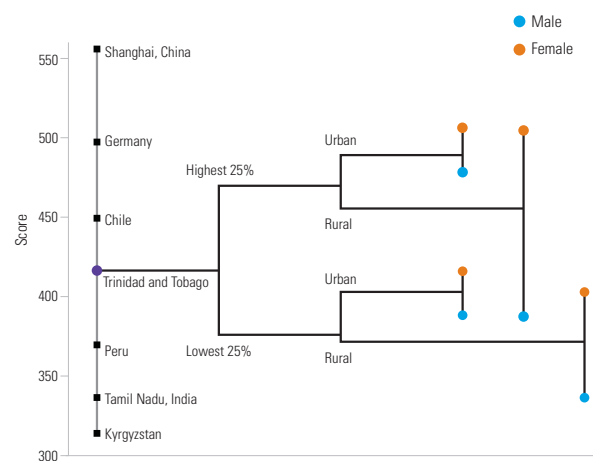 Male
Female
550
Shanghai, China
500
Germany
Urban
Highest 25%
450
Chile
Rural
Score
400
Trinidad and Tobago
Urban
350
Peru
Lowest 25%
Rural
Tamil Nadu, India
Kyrgyzstan
300